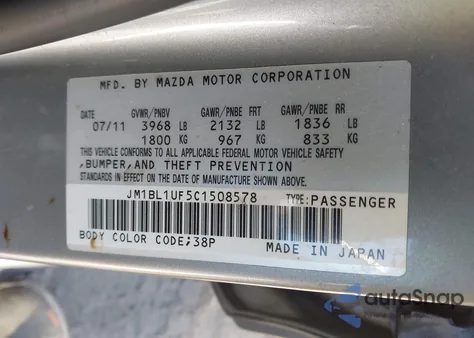 MFD. BY MAZDA MOTOR CORPORATION
DATE GVWR/PNBV GAWR/PNBE FRT GAWR/PNBE RR
07/11 3968 LB 2132 LB 1836 LB
1800 KG 967 KG 833 KG
THIS VEHICLE CONFORMS TO ALL APPLICABLE FEDERAL MOTOR VEHICLE SAFETY
,BUMPER,AND THEFT PREVENTION
STANDARDS IN EFFECT ON THE DATE OF MANUFACTURE SHOWN ABOVE.
JM1BL1UF5C1508578 TYPE:PASSENGER
BODY COLOR CODE;38P MADE IN JAPAN
autoSnap